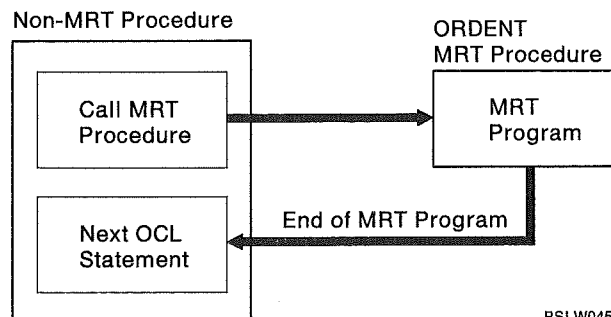 Non-MRT Procedure
ORDENT
MRT Procedure
Call MRT
Procedure
MRT
Program
End of MRT Program
Next OCL
Statement